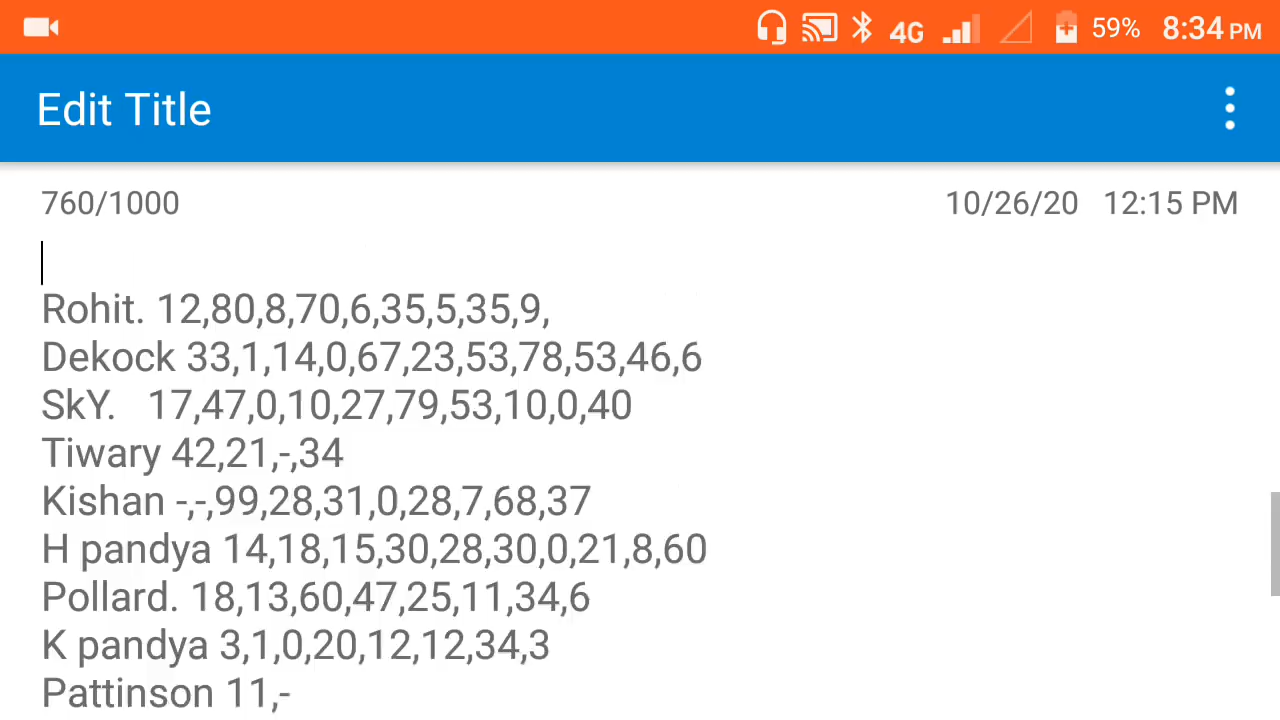 4G 59% 8:34 PM
Edit Title
760/1000 10/26/20 12:15 PM
Rohit. 12,80,8,70,6,35,5,35,9,
Dekock 33,1,14,0,67,23,53,78,53,46,6
SkY. 17,47,0,10,27,79,53,10,0,40
Tiwary 42,21,-,34
Kishan -,-,99,28,31,0,28,7,68,37
H pandya 14,18,15,30,28,30,0,21,8,60
Pollard. 18,13,60,47,25,11,34,6
K pandya 3,1,0,20,12,12,34,3
Pattinson 11,-